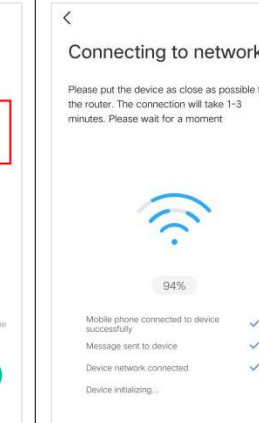 Connecting to network
Please put the device as close as possible
the router. The connection will take 1-3
minutes. Please wait for a moment
94%
Mobile phone connected to device
successfully
Message sent to device
Device network connected
Device initializing...